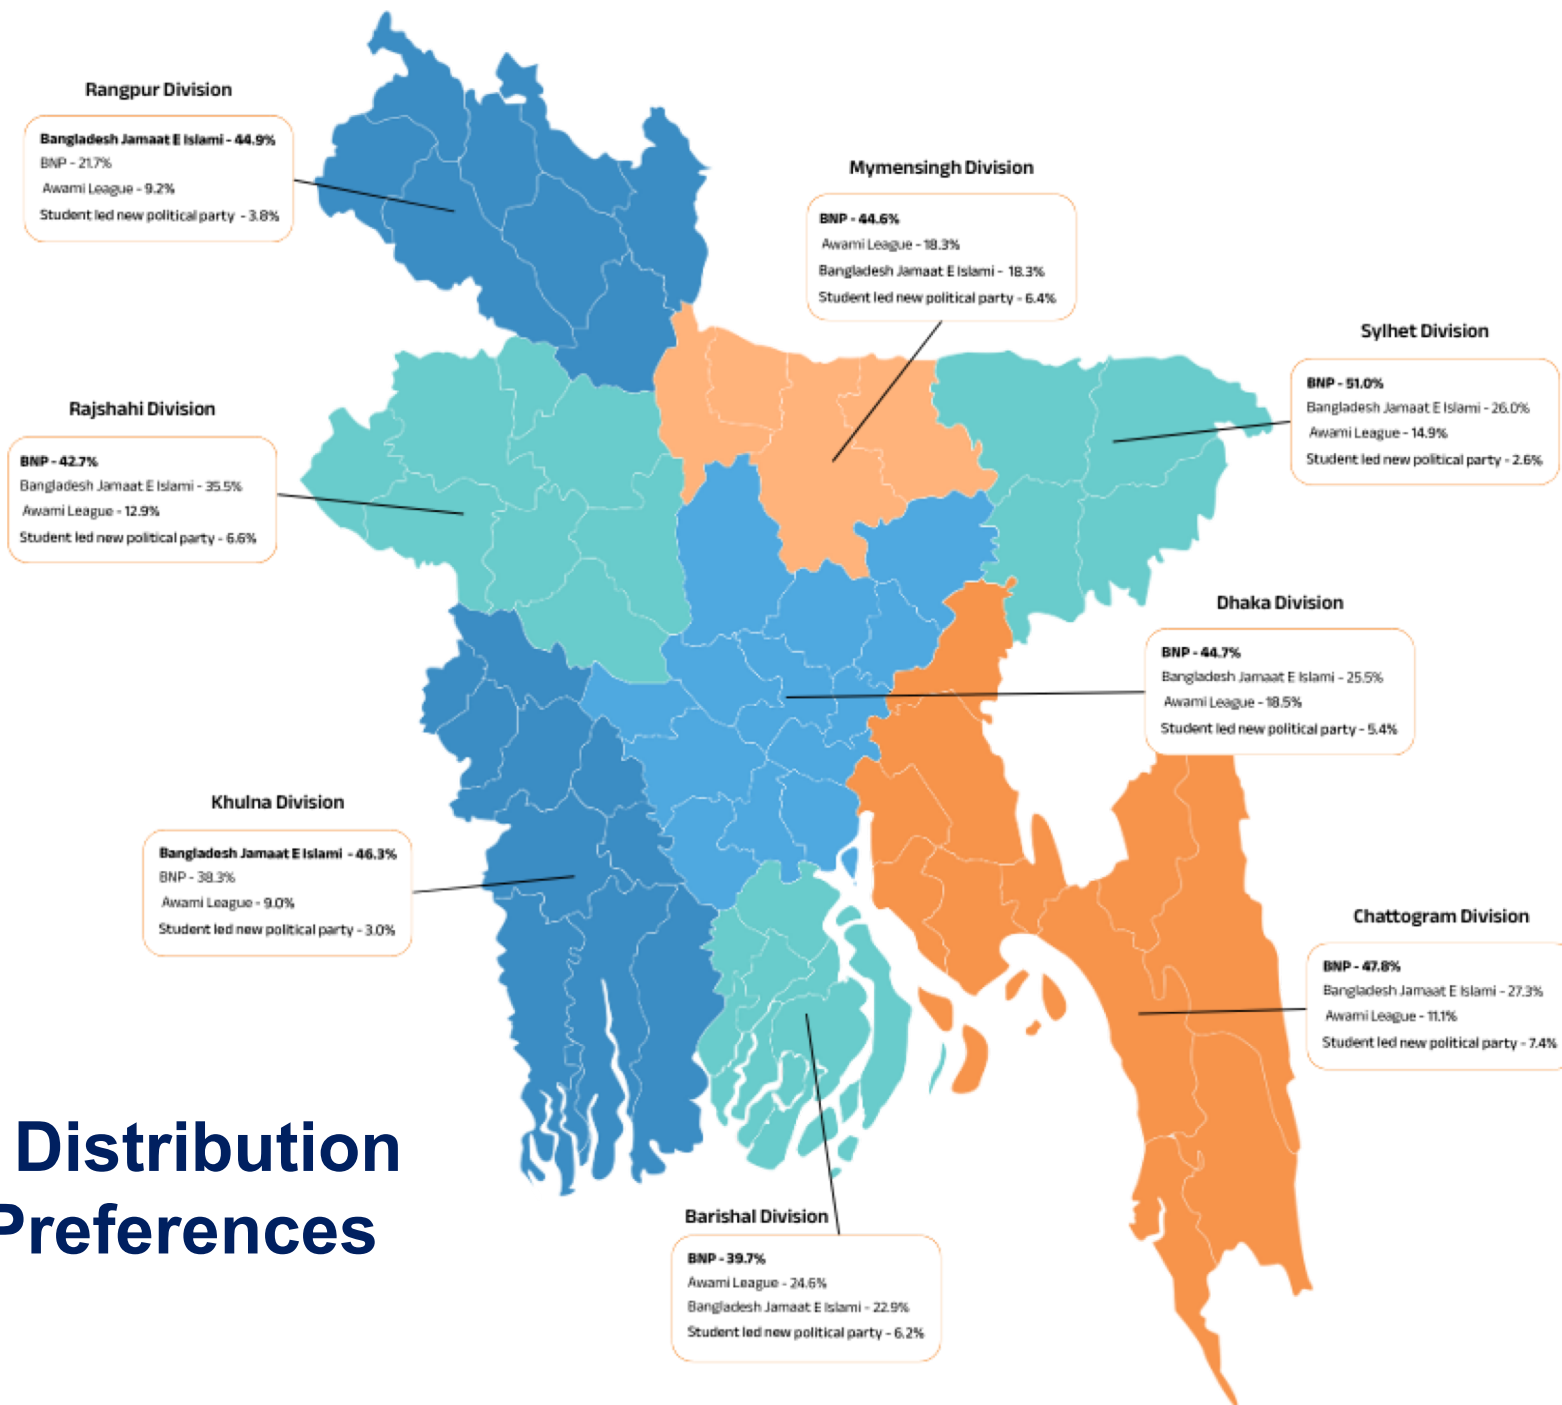 Rangpur Division
Bangladesh Jamaat E Islami - 44.9%
BNP - 21.7%
Awami League - 9.2%
Student led new political party - 3.8%
Mymensingh Division
BNP - 44.6%
Awami League - 18.3%
Bangladesh Jamaat E Islami - 18.3%
Student led new political party - 6.4%
Sylhet Division
BNP - 51.0%
Bangladesh Jamaat E Islami - 26.0%
Awami League - 14.9%
Student led new political party - 2.6%
Rajshahi Division
BNP - 42.7%
Bangladesh Jamaat E Islami - 35.5%
Awami League - 12.9%
Student led new political party - 6.6%
Dhaka Division
BNP - 44.7%
Bangladesh Jamaat E Islami - 25.5%
Awami League - 18.5%
Student led new political party - 5.4%
Khulna Division
Bangladesh Jamaat E Islami - 46.3%
BNP - 38.3%
Awami League - 9.0%
Student led new political party - 3.0%
Chattogram Division
BNP - 47.8%
Bangladesh Jamaat E Islami - 27.3%
Awami League - 11.1%
Student led new political party - 7.4%
Distribution
Preferences
Barishal Division
BNP - 39.7%
Awami League - 24.6%
Bangladesh Jamaat E Islami - 22.9%
Student led new political party - 6.2%